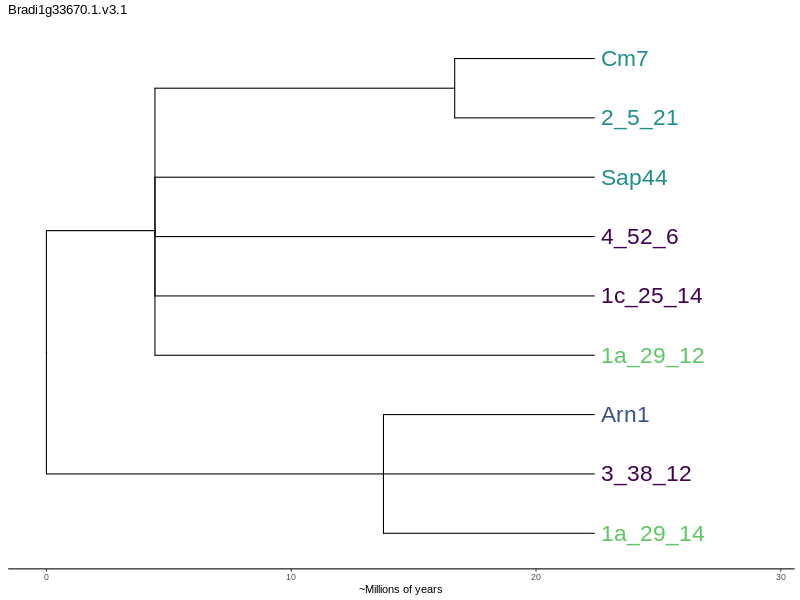 Bradi1g33670.1.v3.1
Cm7
2_5_21
Sap44
4_52_6
1c_25_14
1a_29_12
Arn1
3_38_12
1a_29_14
0 10 20 30
~Millions of years